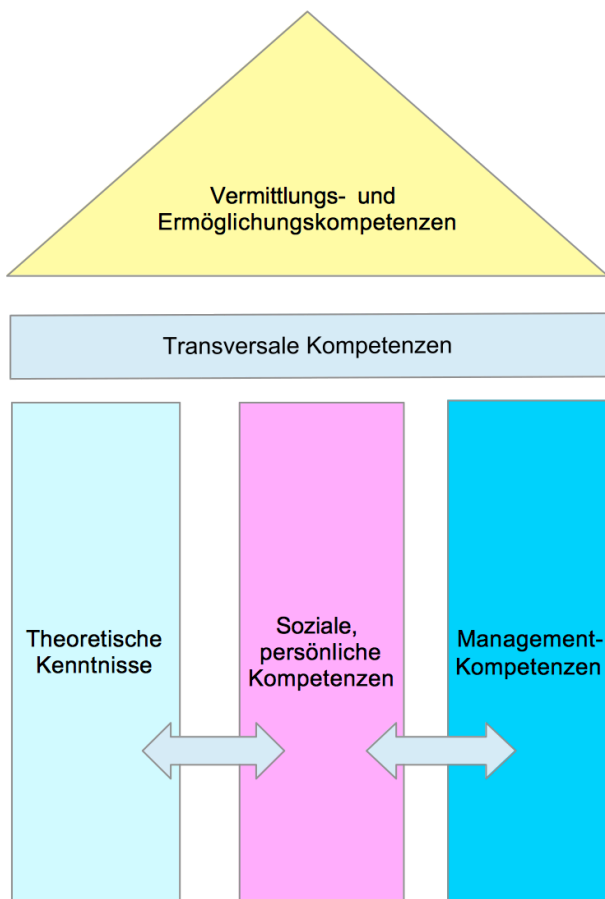 Vermittlungs- und
Ermöglichungskompetenzen
Transversale Kompetenzen
Theoretische
Kenntnisse
Soziale,
persönliche
Kompetenzen
Management-
Kompetenzen